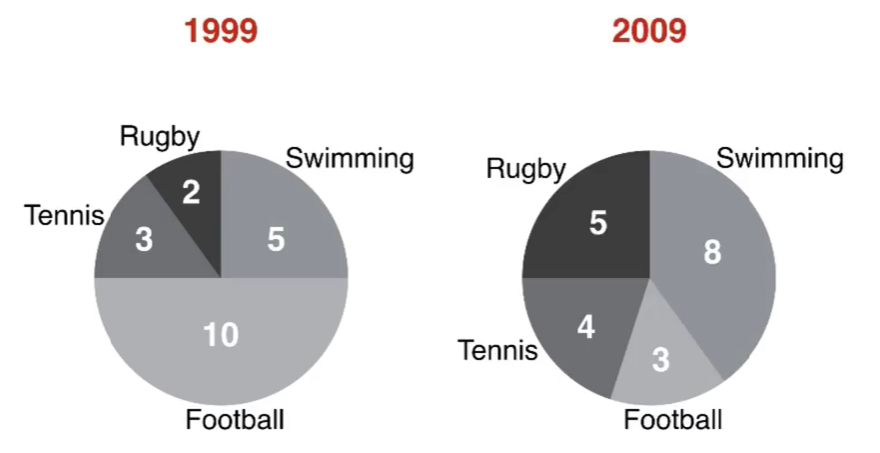 1999
Rugby
Swimming
Tennis
2
3
5
10
Football
2009
Rugby
Swimming
5
8
Tennis
4
3
Football